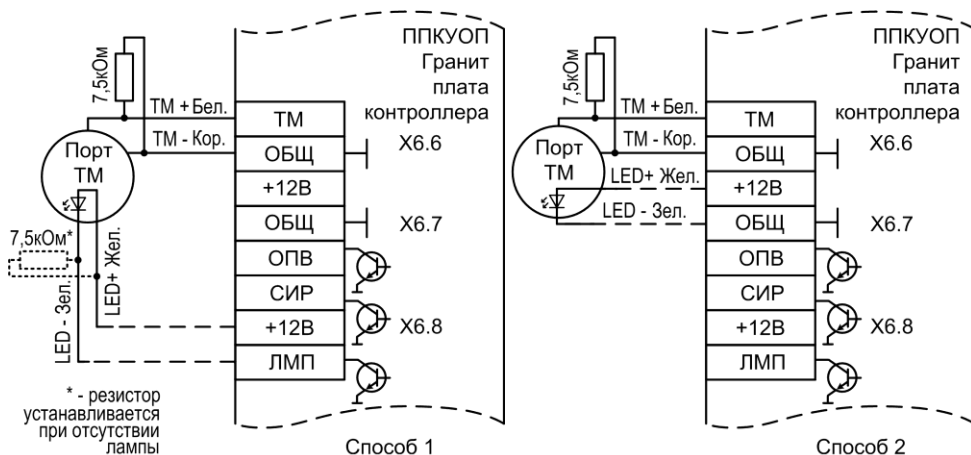 ППКУОП
Гранит
плата
контроллера
7,5кОм
ТМ +Бел.
ТМ - Кор.
Порт
ТМ
ТМ
ОБЩ
+12В
ОБЩ
ОПВ
СИР
+12В
ЛМП
X6.6
X6.7
X6.8
7,5кОм*
LED+ Жел.
LED - Зел.
* - резистор
устанавливается
при отсутствии
лампы
Способ 1
ППКУОП
Гранит
плата
контроллера
7,5кОм
ТМ +Бел.
ТМ - Кор.
Порт
ТМ
LED+ Жел.
LED - Зел.
ТМ
ОБЩ
+12В
ОБЩ
ОПВ
СИР
+12В
ЛМП
X6.6
X6.7
X6.8
Способ 2